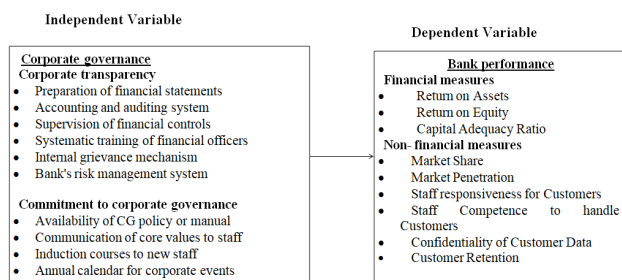 Independent Variable
Corporate governance
Corporate transparency
• Preparation of financial statements
• Accounting and auditing system
• Supervision of financial controls
• Systematic training of financial officers
• Internal grievance mechanism
• Bank's risk management system
Commitment to corporate governance
• Availability of CG policy or manual
• Communication of core values to staff
• Induction courses to new staff
• Annual calendar for corporate events
Dependent Variable
Bank performance
Financial measures
• Return on Assets
• Return on Equity
• Capital Adequacy Ratio
Non- financial measures
• Market Share
• Market Penetration
• Staff responsiveness for Customers
• Staff Competence to handle
Customers
• Confidentiality of Customer Data
• Customer Retention